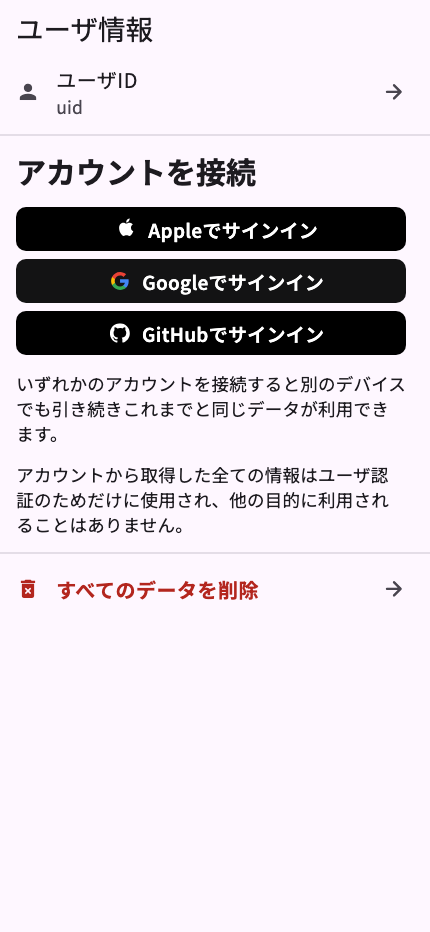 ユーザ情報
ユーザID
uid
アカウントを接続
Appleでサインイン
Googleでサインイン
GitHubでサインイン
いずれかのアカウントを接続すると別のデバイス
でも引き続きこれまでと同じデータが利用でき
ます。
アカウントから取得した全ての情報はユーザ認
証のためだけに使用され、他の目的に利用され
ることはありません。
すべてのデータを削除